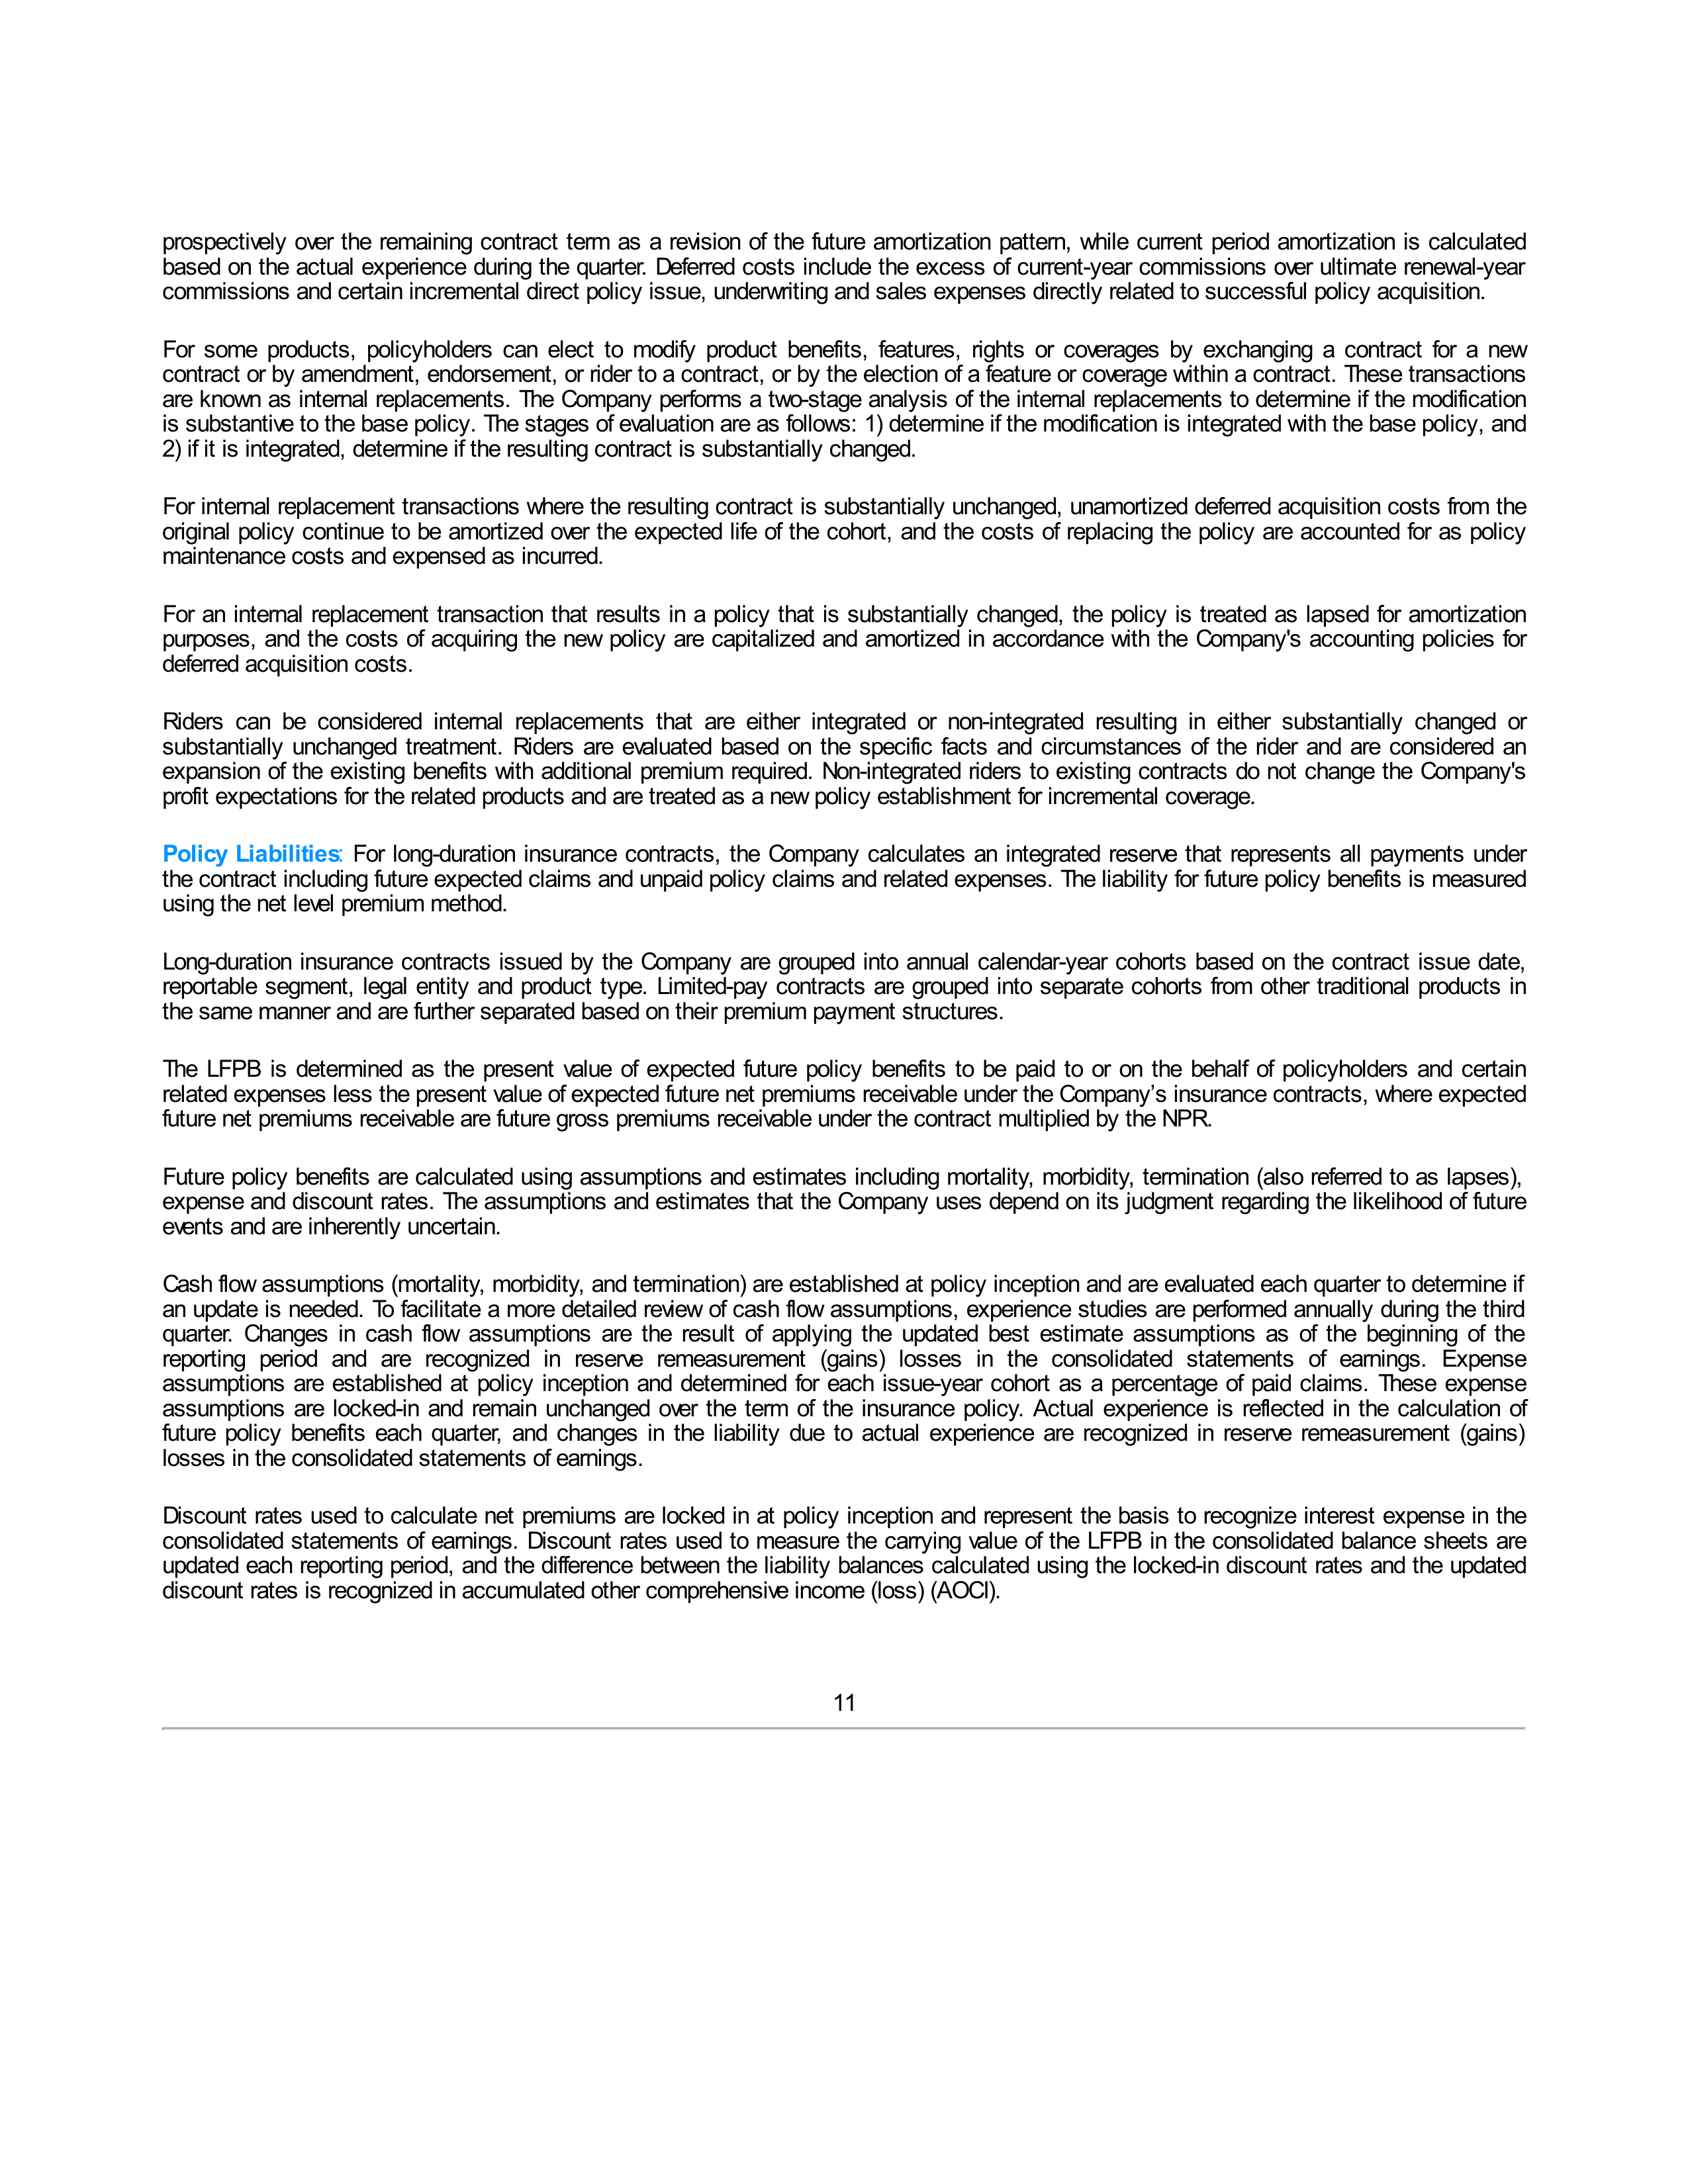 prospectively over the remaining contract term as a revision of the future amortization pattern, while current period amortization is calculated
based on the actual experience during the quarter. Deferred costs include the excess of current-year commissions over ultimate renewal-year
commissions and certain incremental direct policy issue, underwriting and sales expenses directly related to successful policy acquisition.
For some products, policyholders can elect to modify product benefits, features, rights or coverages by exchanging a contract for a new
contract or by amendment, endorsement, or rider to a contract, or by the election of a feature or coverage within a contract. These transactions
are known as internal replacements. The Company performs a two-stage analysis of the internal replacements to determine if the modification
is substantive to the base policy. The stages of evaluation are as follows: 1) determine if the modification is integrated with the base policy, and
2) if it is integrated, determine if the resulting contract is substantially changed.
For internal replacement transactions where the resulting contract is substantially unchanged, unamortized deferred acquisition costs from the
original policy continue to be amortized over the expected life of the cohort, and the costs of replacing the policy are accounted for as policy
maintenance costs and expensed as incurred.
For an internal replacement transaction that results in a policy that is substantially changed, the policy is treated as lapsed for amortization
purposes, and the costs of acquiring the new policy are capitalized and amortized in accordance with the Company's accounting policies for
deferred acquisition costs.
Riders can be considered internal replacements that are either integrated or non-integrated resulting in either substantially changed or
substantially unchanged treatment. Riders are evaluated based on the specific facts and circumstances of the rider and are considered an
expansion of the existing benefits with additional premium required. Non-integrated riders to existing contracts do not change the Company's
profit expectations for the related products and are treated as a new policy establishment for incremental coverage.
Policy Liabilities: For long-duration insurance contracts, the Company calculates an integrated reserve that represents all payments under
the contract including future expected claims and unpaid policy claims and related expenses. The liability for future policy benefits is measured
using the net level premium method.
Long-duration insurance contracts issued by the Company are grouped into annual calendar-year cohorts based on the contract issue date,
reportable segment, legal entity and product type. Limited-pay contracts are grouped into separate cohorts from other traditional products in
the same manner and are further separated based on their premium payment structures.
The LFPB is determined as the present value of expected future policy benefits to be paid to or on the behalf of policyholders and certain
related expenses less the present value of expected future net premiums receivable under the Company’s insurance contracts, where expected
future net premiums receivable are future gross premiums receivable under the contract multiplied by the NPR.
Future policy benefits are calculated using assumptions and estimates including mortality, morbidity, termination (also referred to as lapses),
expense and discount rates. The assumptions and estimates that the Company uses depend on its judgment regarding the likelihood of future
events and are inherently uncertain.
Cash flow assumptions (mortality, morbidity, and termination) are established at policy inception and are evaluated each quarter to determine if
an update is needed. To facilitate a more detailed review of cash flow assumptions, experience studies are performed annually during the third
quarter. Changes in cash flow assumptions are the result of applying the updated best estimate assumptions as of the beginning of the
reporting period and are recognized in reserve remeasurement (gains) losses in the consolidated statements of earnings. Expense
assumptions are established at policy inception and determined for each issue-year cohort as a percentage of paid claims. These expense
assumptions are locked-in and remain unchanged over the term of the insurance policy. Actual experience is reflected in the calculation of
future policy benefits each quarter, and changes in the liability due to actual experience are recognized in reserve remeasurement (gains)
losses in the consolidated statements of earnings.
Discount rates used to calculate net premiums are locked in at policy inception and represent the basis to recognize interest expense in the
consolidated statements of earnings. Discount rates used to measure the carrying value of the LFPB in the consolidated balance sheets are
updated each reporting period, and the difference between the liability balances calculated using the locked-in discount rates and the updated
discount rates is recognized in accumulated other comprehensive income (loss) (AOCI).
11